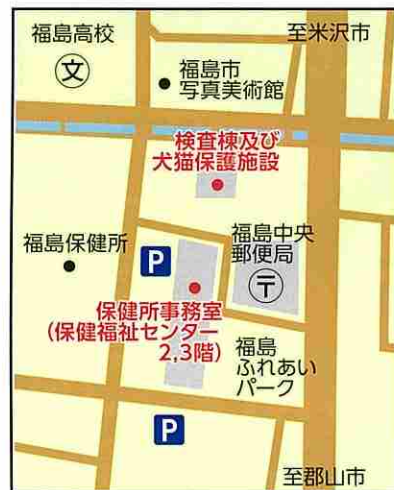 福島高校
文
至米沢市
福島市
写真美術館
検査棟及び
犬猫保護施設
福島中央
郵便局
〒
福島保健所
P
保健所事務室
(保健福祉センター
2,3階)
福島
ふれあい
パーク
P
至郡山市